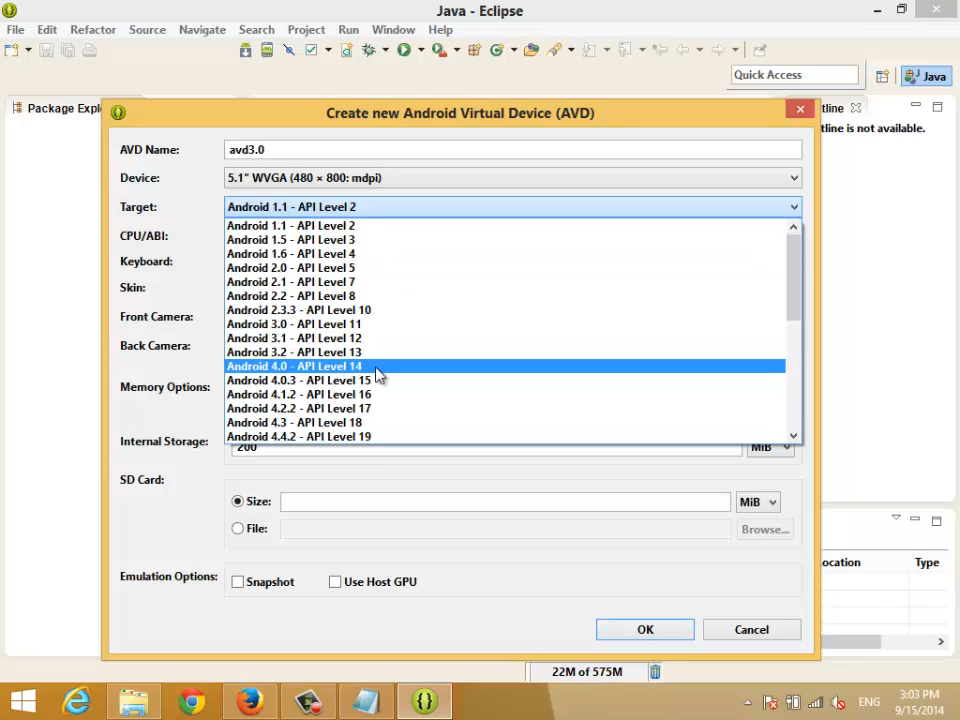 Java - Eclipse
File Edit Refactor Source Navigate Search Project Run Window Help
Quick Access
Java
Package Expl
tline
tline is not available.
Create new Android Virtual Device (AVD)
AVD Name: avd3.0
Device: 5.1" WVGA (480 × 800: mdpi)
Target: Android 1.1 - API Level 2
Android 1.1 - API Level 2
CPU/ABI:
Android 1.5 - API Level 3
Android 1.6 - API Level 4
Keyboard:
Android 2.0 - API Level 5
Android 2.1 - API Level 7
Skin:
Android 2.2 - API Level 8
Android 2.3.3 - API Level 10
Front Camera:
Android 3.0 - API Level 11
Android 3.1 - API Level 12
Back Camera:
Android 3.2 - API Level 13
Android 4.0 - API Level 14
Android 4.0.3 - API Level 15
Memory Options:
Android 4.1.2 - API Level 16
Android 4.2.2 - API Level 17
Android 4.3 - API Level 18
Android 4.4.2 - API Level 19
Internal Storage: 200 MiB
SD Card:
Size: MiB
File: Browse...
Emulation Options: Snapshot Use Host GPU
OK Cancel
ocation Type
22M of 575M
ENG
3:03 PM
9/15/2014